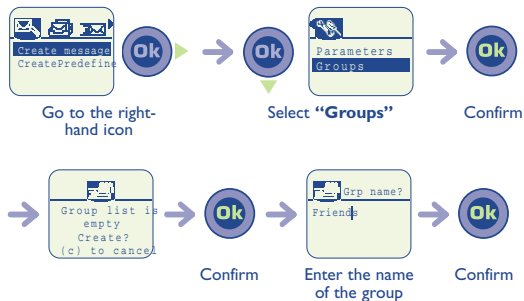 Create message
CreatePredefine
Ok
Ok
Parameters
Groups
Ok
Go to the right-
hand icon
Select “Groups”
Confirm
Group list is
empty
Create?
(c) to cancel
Ok
Grp name?
Friends
Ok
Confirm
Enter the name
of the group
Confirm